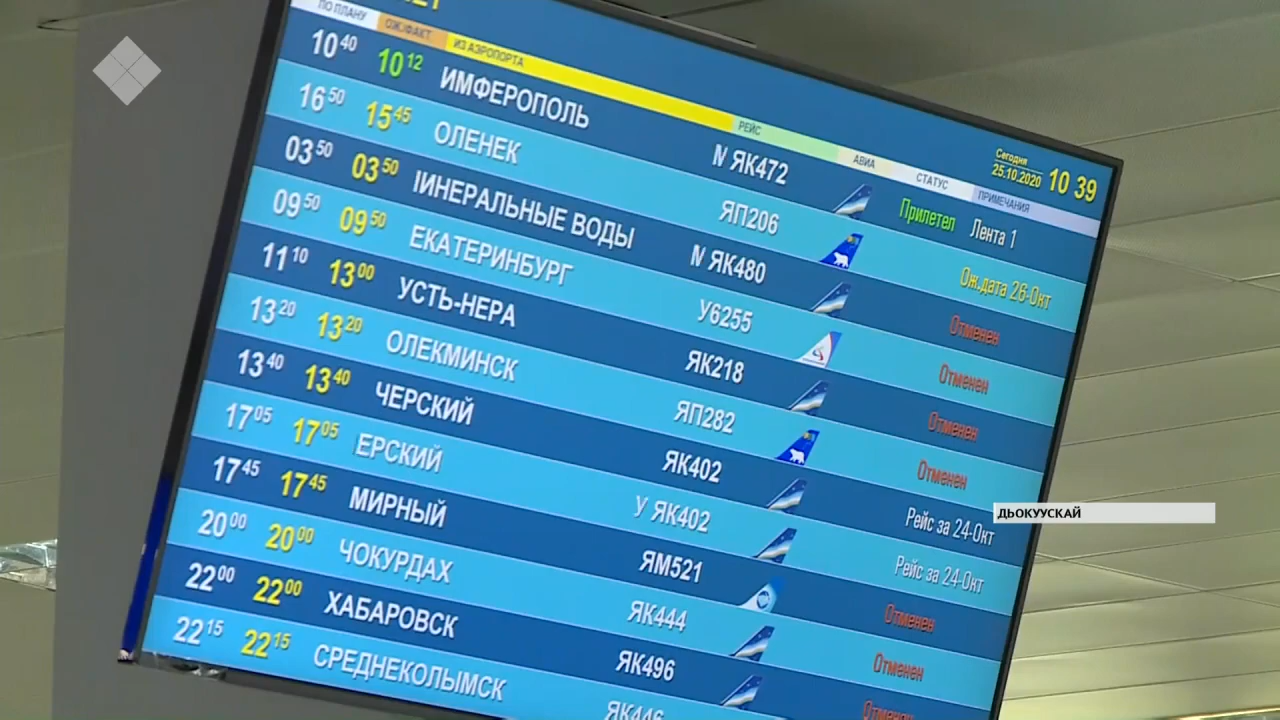 Сегодня
25.10.2020 10 39
ПО ПЛАНУ ОЖ/ФАКТ ИЗ АЭРОПОРТА РЕЙС АВИА СТАТУС ПРИМЕЧАНИЯ
10 40 10 12 ИМФЕРОПОЛЬ N ЯК472 Прилетел Лента 1
16 50 15 45 ОЛЕНЕК ЯП206 Ож.дата 26-Окт
03 50 03 50 ІИНЕРАЛЬНЫЕ ВОДЫ N ЯК480 Отменен
09 50 09 50 ЕКАТЕРИНБУРГ У6255 Отменен
11 10 13 00 УСТЬ-НЕРА ЯК218 Отменен
13 20 13 20 ОЛЕКМИНСК ЯП282 Отменен
13 40 13 40 ЧЕРСКИЙ ЯК402 Рейс за 24-Окт
17 05 17 05 ЕРСКИЙ У ЯК402 Рейс за 24-Окт
17 45 17 45 МИРНЫЙ ЯМ521 Отменен
20 00 20 00 ЧОКУРДАХ ЯК444 Отменен
22 00 22 00 ХАБАРОВСК ЯК496 Отменен
22 15 22 15 СРЕДНЕКОЛЫМСК ЯК446
ДЬОКУУСКАЙ